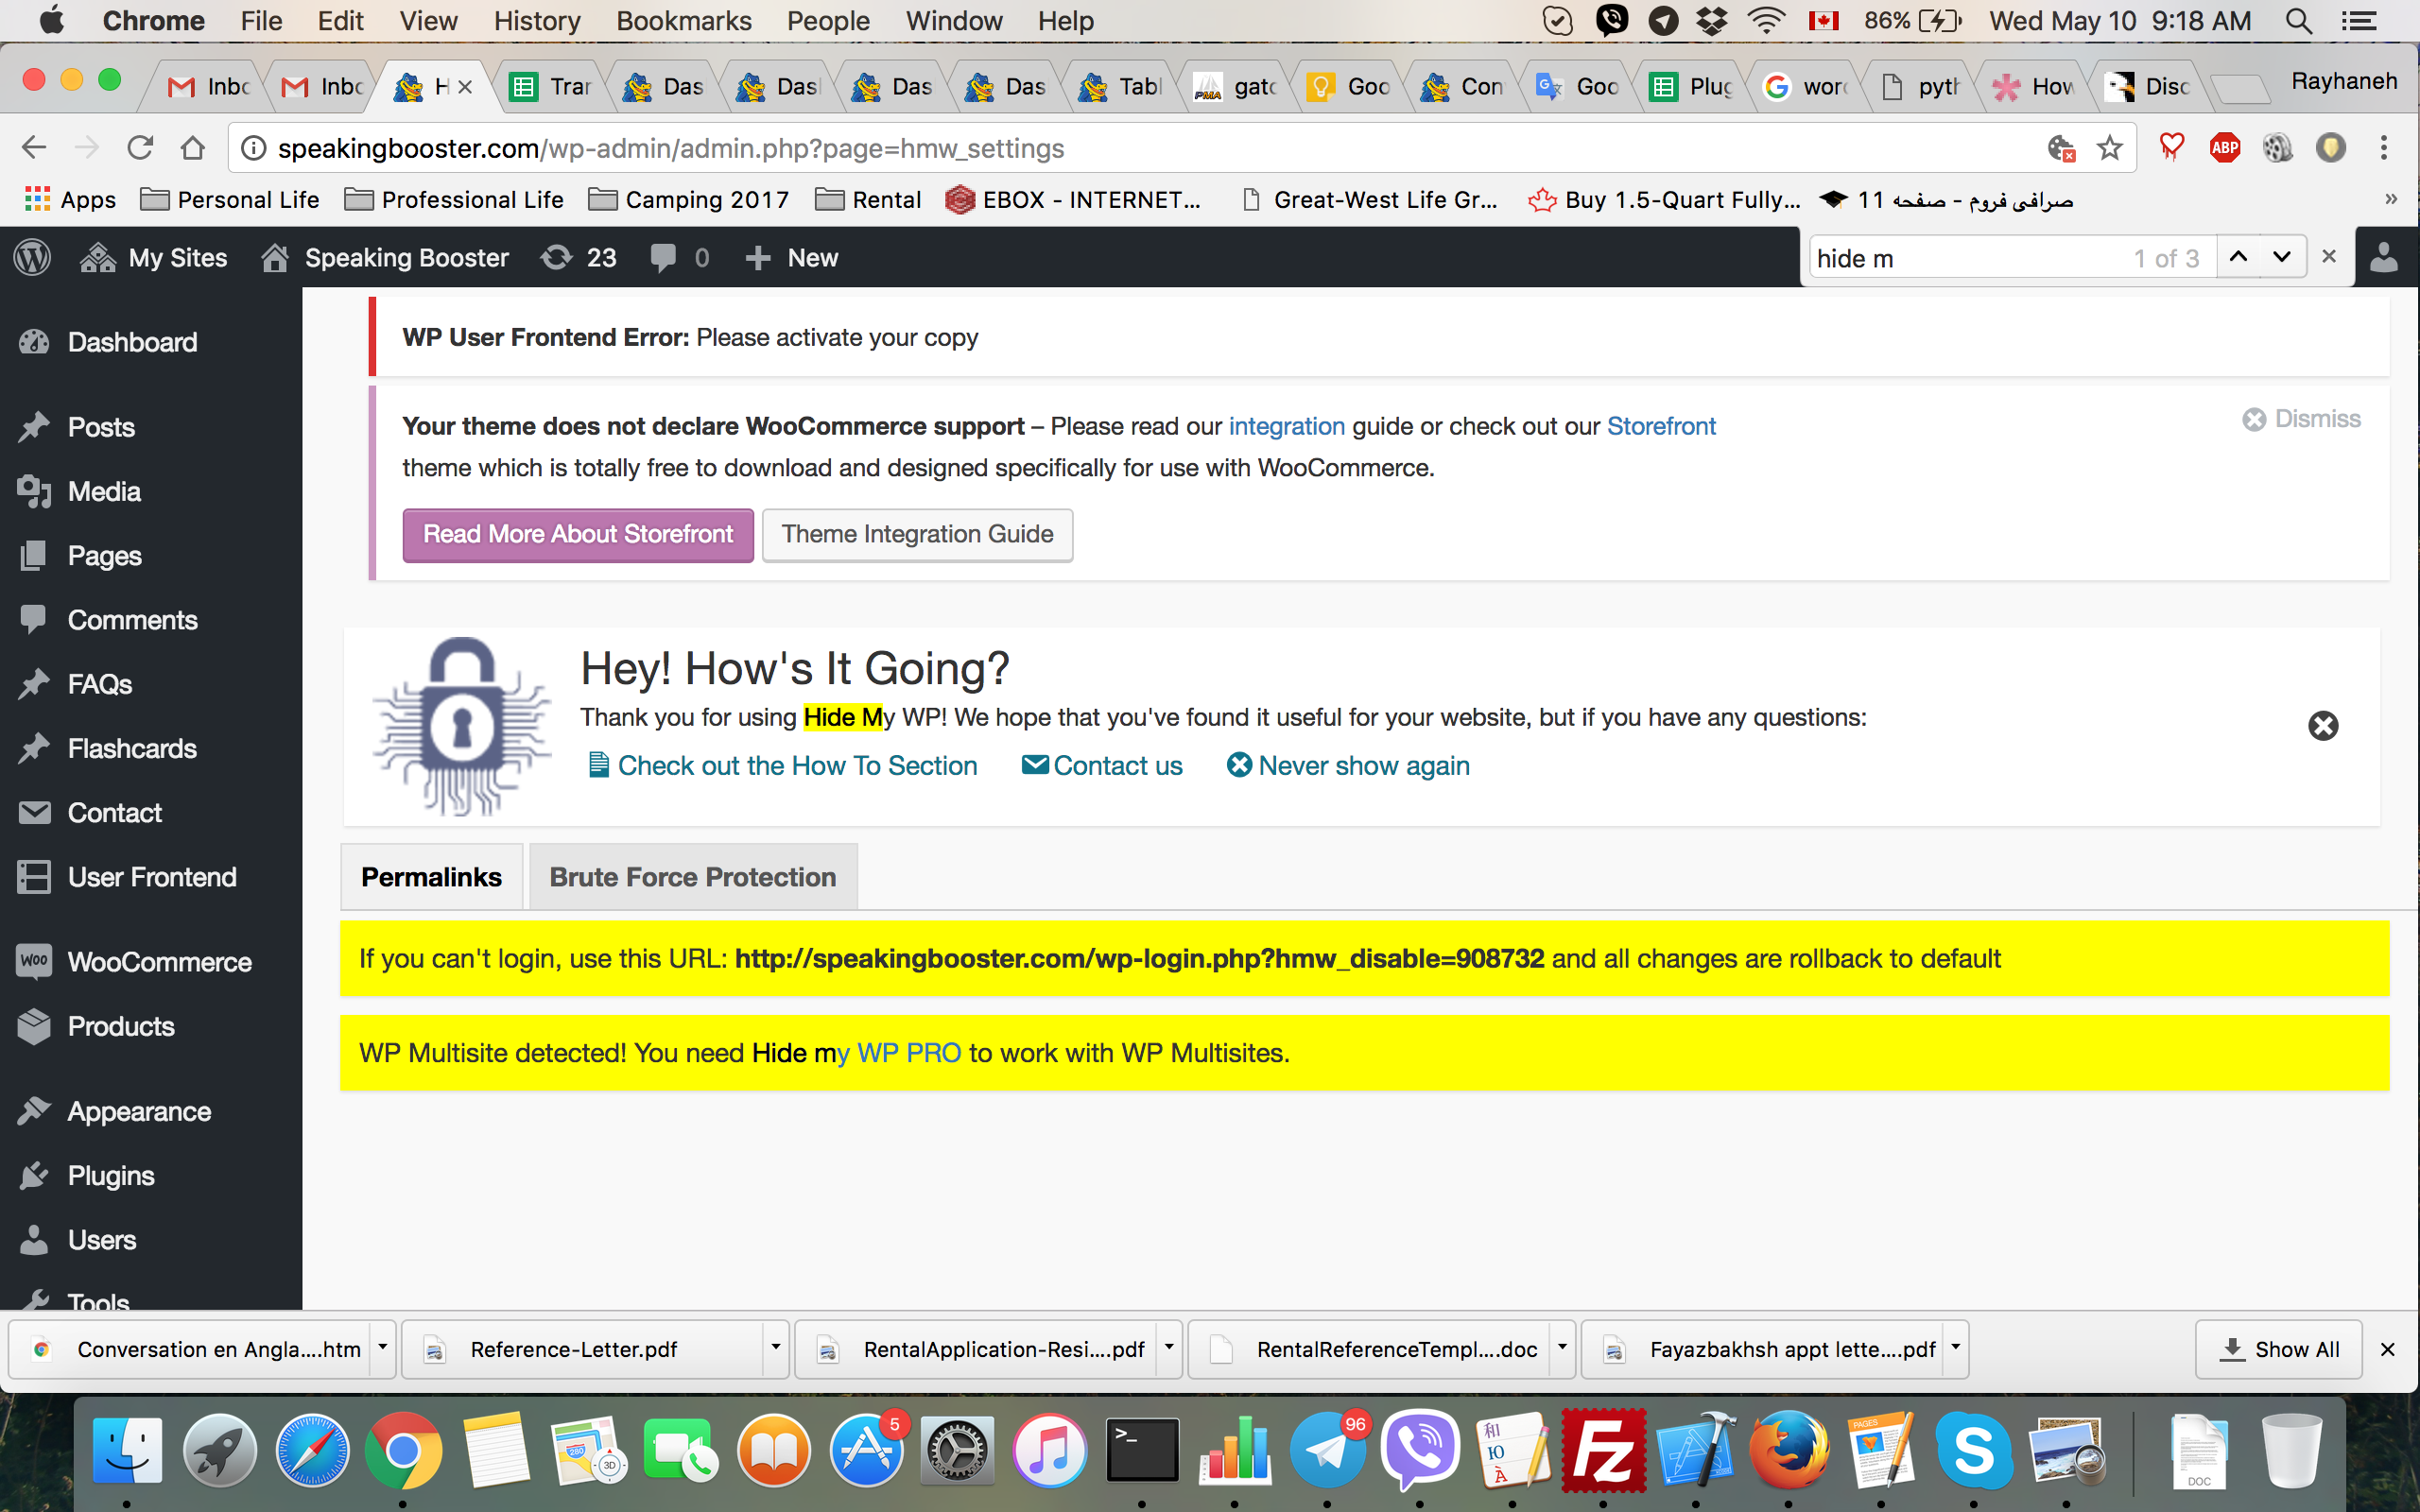 Chrome File Edit View History Bookmarks People Window Help 86% Wed May 10 9:18 AM
Inbc Inbc H Trar Das Das Das Das Tabl gatc Goo Con Goo Plug wor pyth How Disc Rayhaneh
speakingbooster.com/wp-admin/admin.php?page=hmw_settings ABP
Apps Personal Life Professional Life Camping 2017 Rental EBOX - INTERNET... Great-West Life Gr... Buy 1.5-Quart Fully... صرافی فروم - صفحه 11 »
My Sites Speaking Booster 23 0 New
hide m 1 of 3
Dashboard
Posts
Media
Pages
Comments
FAQs
Flashcards
Contact
User Frontend
WooCommerce
Products
Appearance
Plugins
Users
Tools
WP User Frontend Error: Please activate your copy
Your theme does not declare WooCommerce support – Please read our integration guide or check out our Storefront
theme which is totally free to download and designed specifically for use with WooCommerce.
Dismiss
Read More About Storefront Theme Integration Guide
Hey! How's It Going?
Thank you for using Hide My WP! We hope that you've found it useful for your website, but if you have any questions:
Check out the How To Section Contact us Never show again
Permalinks Brute Force Protection
If you can't login, use this URL: http://speakingbooster.com/wp-login.php?hmw_disable=908732 and all changes are rollback to default
WP Multisite detected! You need Hide my WP PRO to work with WP Multisites.
Conversation en Angla....htm Reference-Letter.pdf RentalApplication-Resi....pdf RentalReferenceTempl....doc Fayazbakhsh appt lette....pdf Show All
5 96
DOC